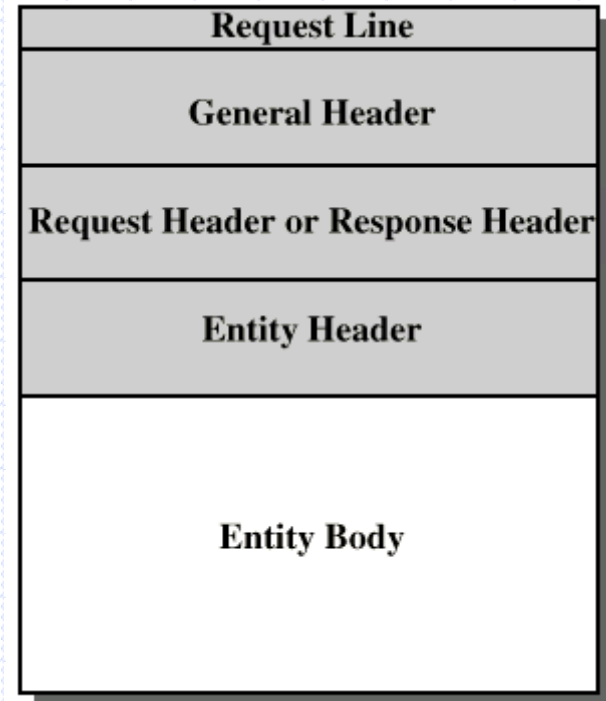 Request Line
General Header
Request Header or Response Header
Entity Header
Entity Body